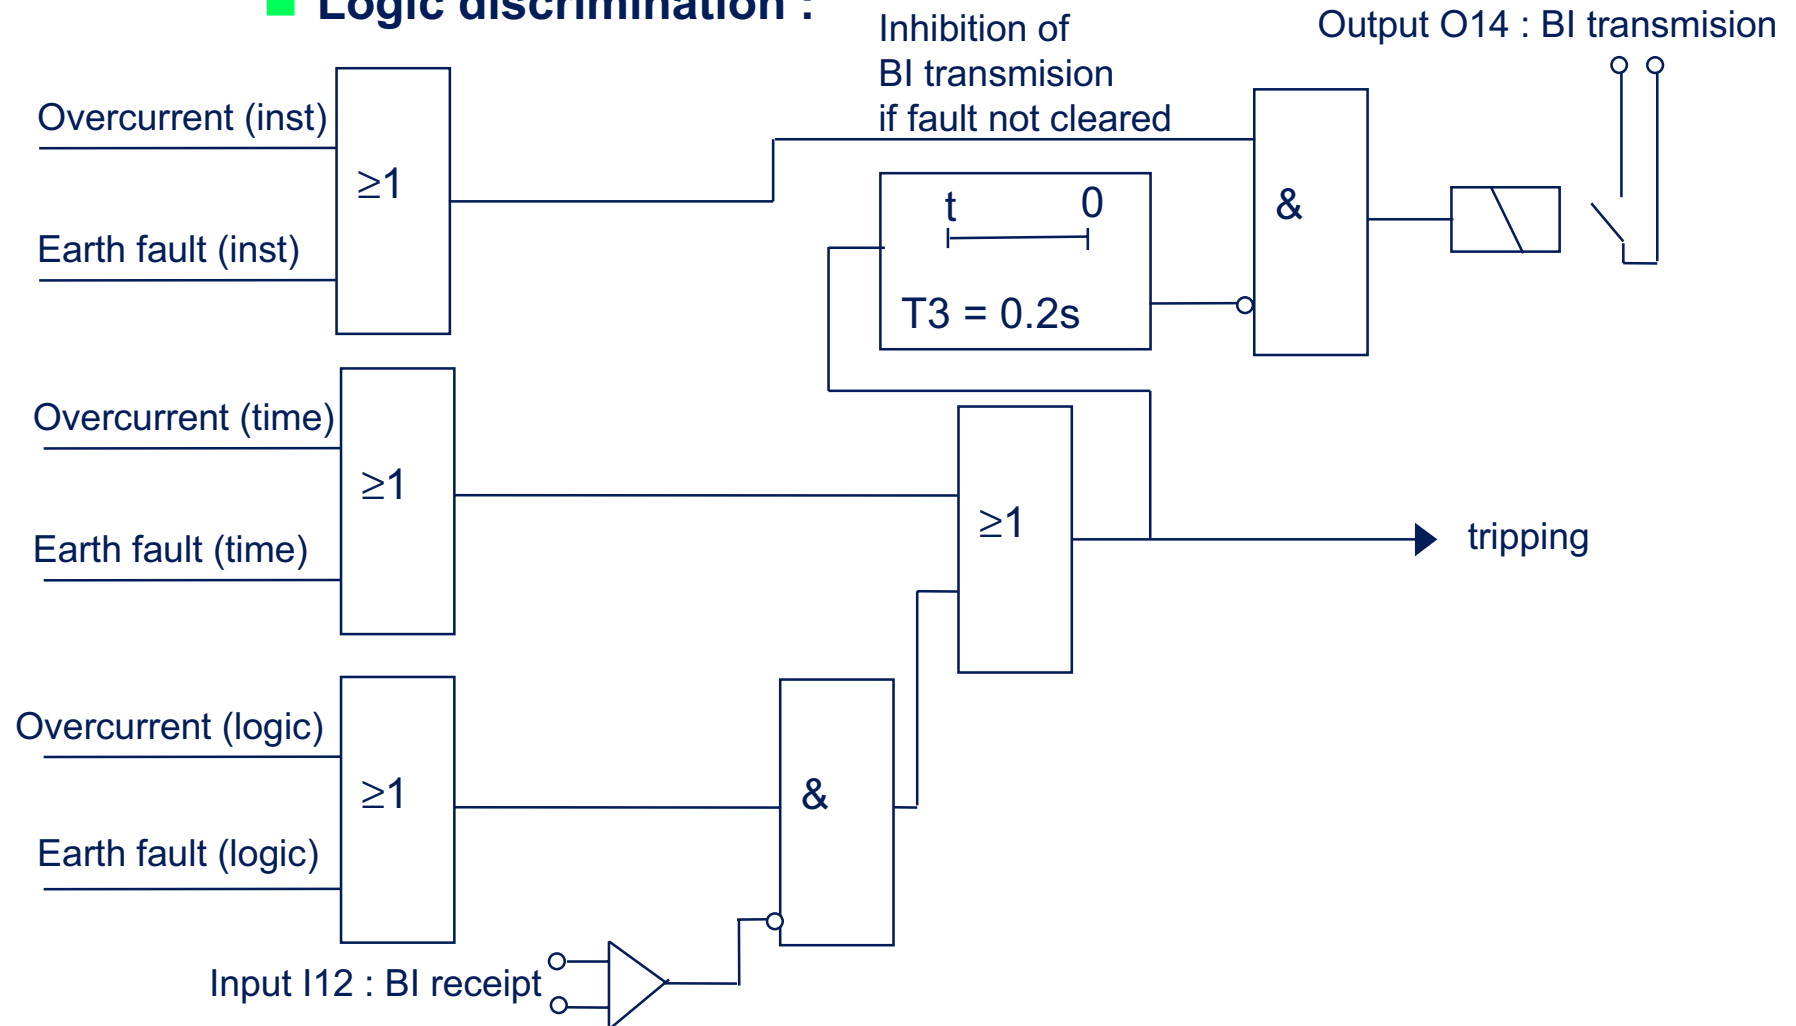 Logic discrimination :
Inhibition of
BI transmision
if fault not cleared
Output O14 : BI transmision
Overcurrent (inst)
≥1
Earth fault (inst)
t 0
T3 = 0.2s
&
Overcurrent (time)
≥1
Earth fault (time)
≥1
tripping
Overcurrent (logic)
≥1
Earth fault (logic)
&
Input I12 : BI receipt